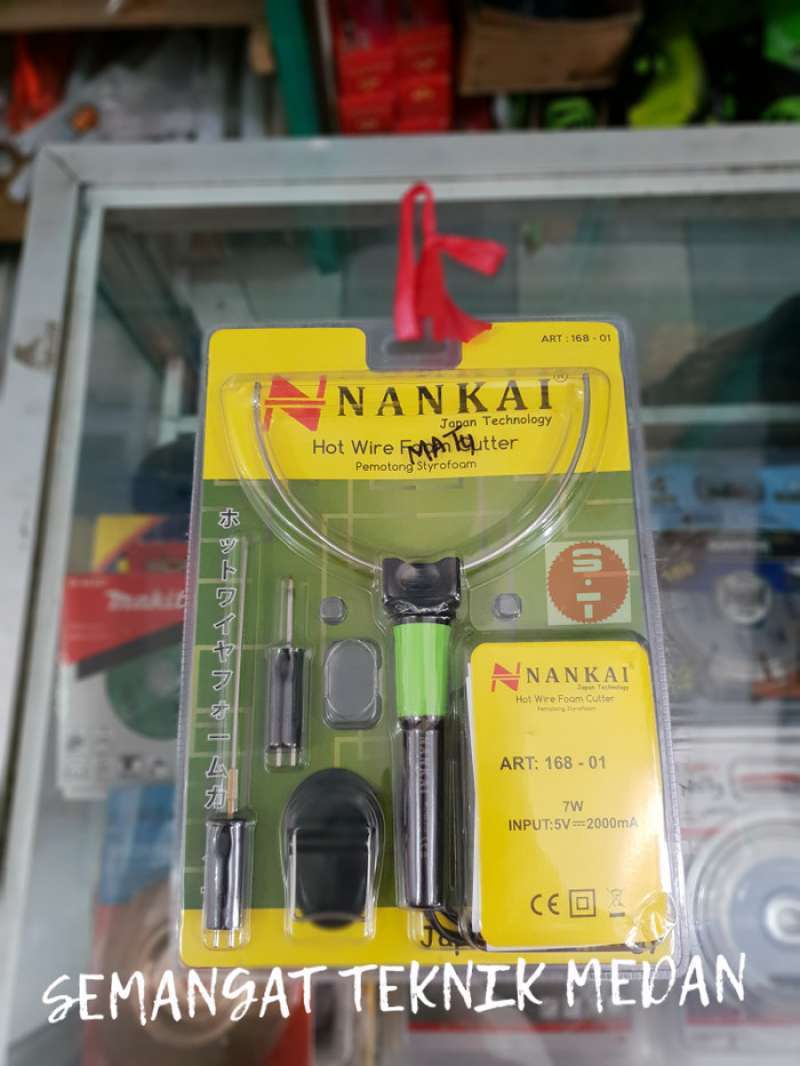 ART : 168 - 01
NANKAI®
Japan Technology
Hot Wire Foam Cutter
MATY
Pemotong Styrofoam
ホットワイヤフォームカ
S-I
makit
NANKAI
Japan Technology
Hot Wire Foam Cutter
Pemotong Styrofoam
ART: 168 - 01
7W
INPUT:5V⎓2000mA
CE
SEMANGAT TEKNIK MEDAN